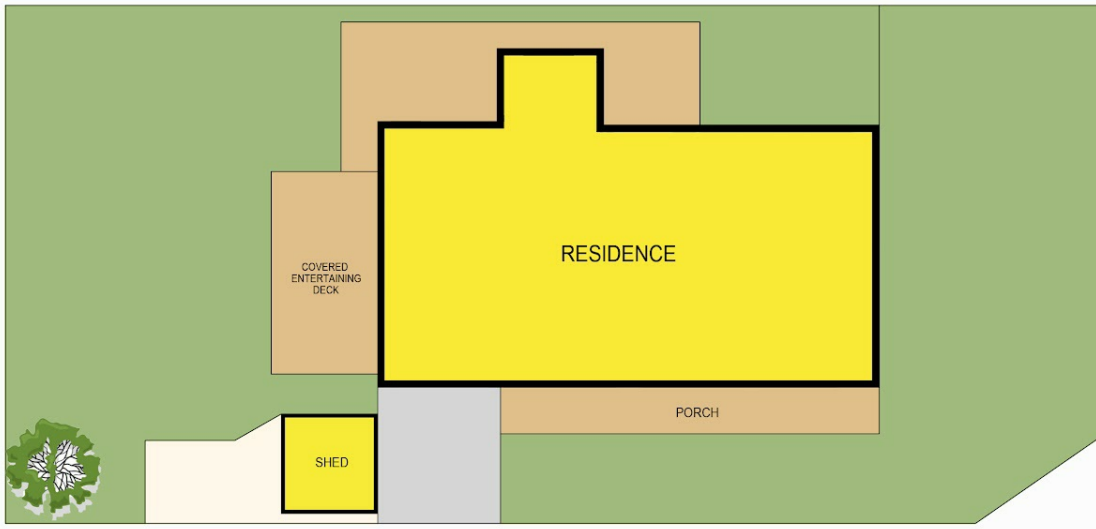 RESIDENCE
COVERED
ENTERTAINING
DECK
PORCH
SHED